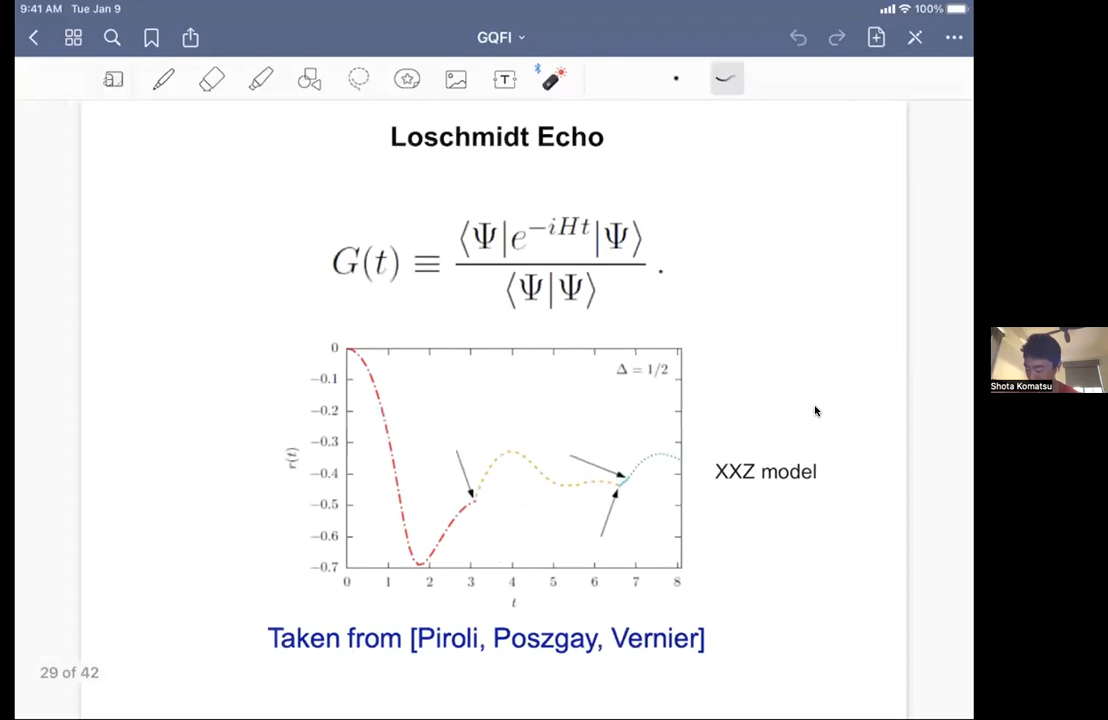 9:41 AM Tue Jan 9
100%
GQFI
T
Loschmidt Echo
G(t) ≡ ⟨Ψ|e^{−iHt}|Ψ⟩ / ⟨Ψ|Ψ⟩ .
Δ = 1/2
0
−0.1
−0.2
−0.3
−0.4
−0.5
−0.6
−0.7
r(t)
0 1 2 3 4 5 6 7 8
t
XXZ model
Taken from [Piroli, Poszgay, Vernier]
29 of 42
Shota Komatsu